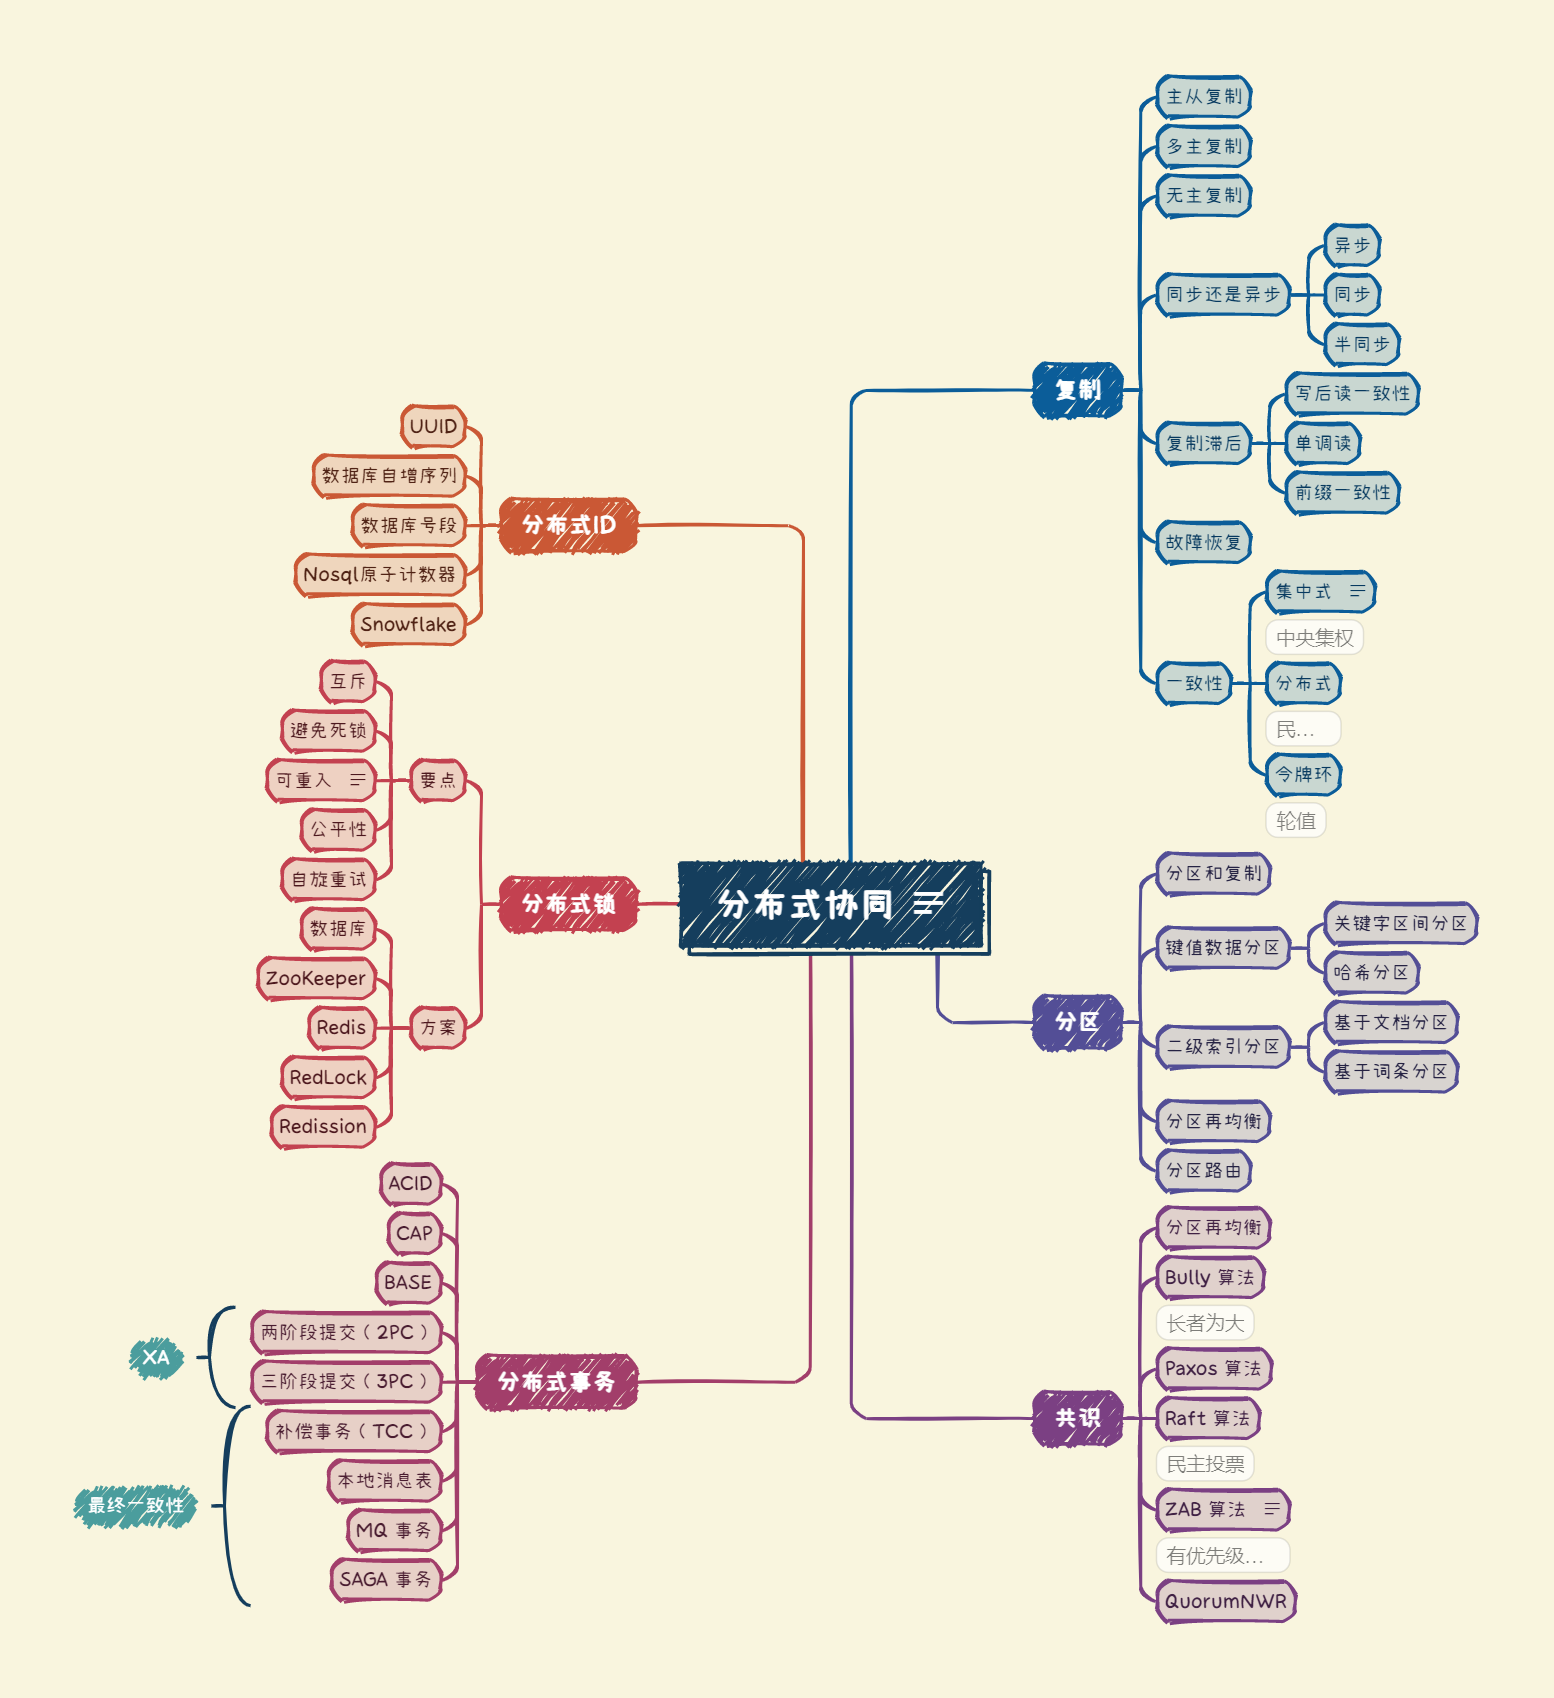 分布式协同
复制
主从复制
多主复制
无主复制
同步还是异步
异步
同步
半同步
复制滞后
写后读一致性
单调读
前缀一致性
故障恢复
一致性
集中式
中央集权
分布式
民...
令牌环
轮值
分区
分区和复制
键值数据分区
关键字区间分区
哈希分区
二级索引分区
基于文档分区
基于词条分区
分区再均衡
分区路由
共识
分区再均衡
Bully 算法
长者为大
Paxos 算法
Raft 算法
民主投票
ZAB 算法
有优先级...
QuorumNWR
分布式ID
UUID
数据库自增序列
数据库号段
Nosql原子计数器
Snowflake
分布式锁
要点
互斥
避免死锁
可重入
公平性
自旋重试
方案
数据库
ZooKeeper
Redis
RedLock
Redission
分布式事务
ACID
CAP
BASE
两阶段提交（2PC）
三阶段提交（3PC）
XA
补偿事务（TCC）
本地消息表
MQ 事务
SAGA 事务
最终一致性